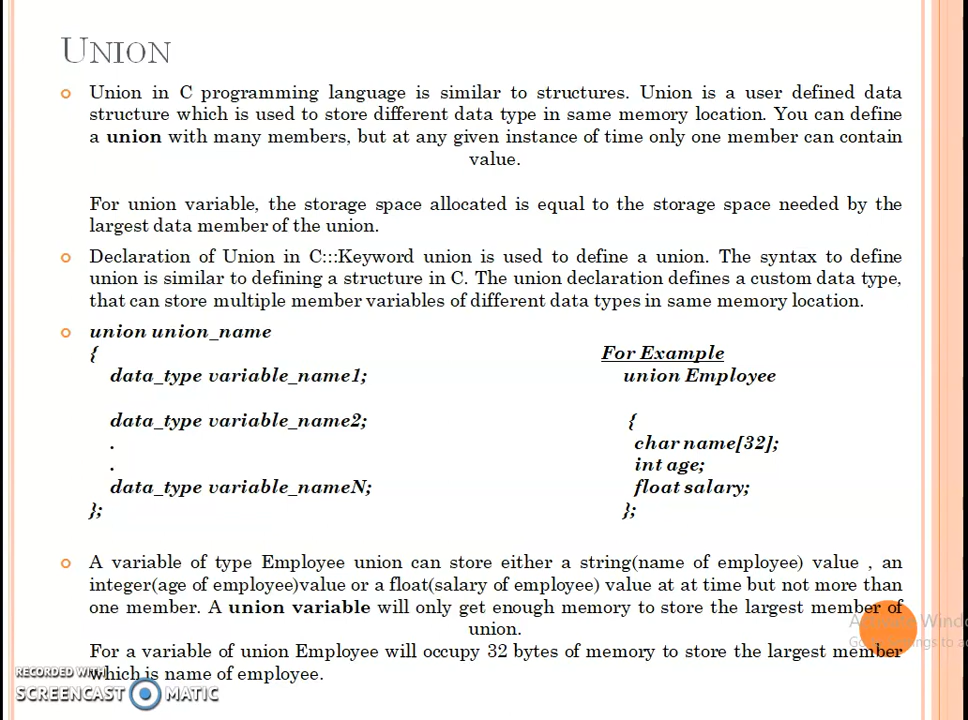 UNION
Union in C programming language is similar to structures. Union is a user defined data
structure which is used to store different data type in same memory location. You can define
a union with many members, but at any given instance of time only one member can contain
value.
For union variable, the storage space allocated is equal to the storage space needed by the
largest data member of the union.
Declaration of Union in C:::Keyword union is used to define a union. The syntax to define
union is similar to defining a structure in C. The union declaration defines a custom data type,
that can store multiple member variables of different data types in same memory location.
union union_name
{
data_type variable_name1;
data_type variable_name2;
.
.
data_type variable_nameN;
};
For Example
union Employee
{
char name[32];
int age;
float salary;
};
A variable of type Employee union can store either a string(name of employee) value , an
integer(age of employee)value or a float(salary of employee) value at at time but not more than
one member. A union variable will only get enough memory to store the largest member of
union.
For a variable of union Employee will occupy 32 bytes of memory to store the largest member
which is name of employee.
RECORDED WITH
SCREENCAST MATIC